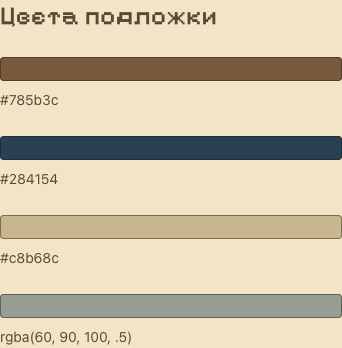 Цвета подложки
#785b3c
#284154
#c8b68c
rgba(60, 90, 100, .5)